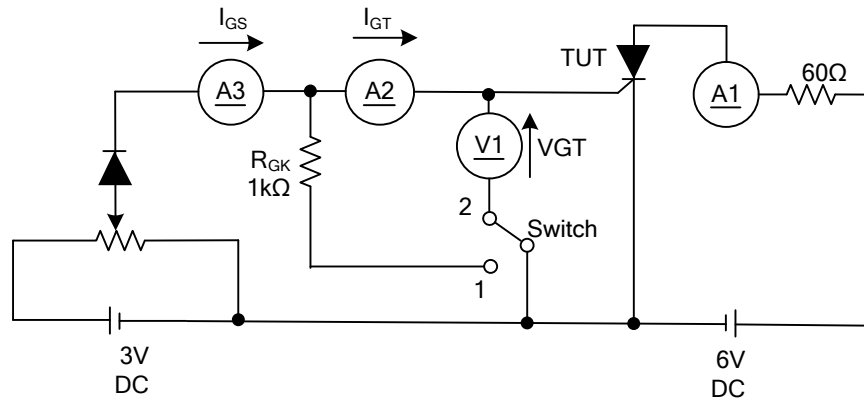 IGS
IGT
A3
A2
TUT
A1
60Ω
RGK
1kΩ
V1
VGT
2
Switch
1
3V
DC
6V
DC